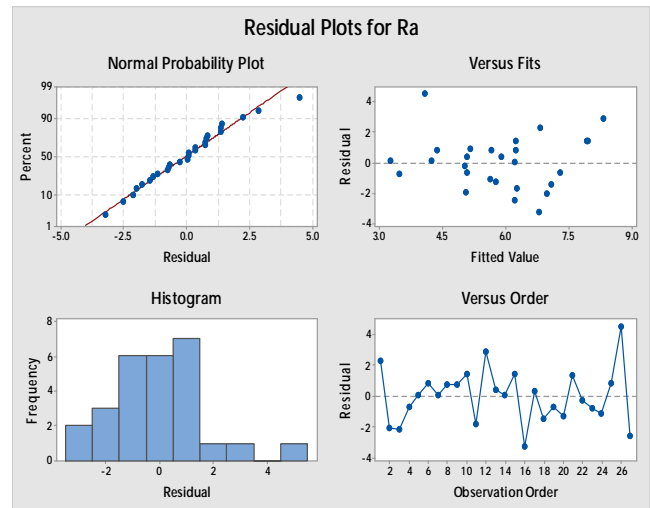 Residual Plots for Ra
Normal Probability Plot
99
90
50
10
1
Percent
-5.0 -2.5 0.0 2.5 5.0
Residual
Versus Fits
4
2
0
-2
-4
Residual
3.0 4.5 6.0 7.5 9.0
Fitted Value
Histogram
8
6
4
2
0
Frequency
-2 0 2 4
Residual
Versus Order
4
2
0
-2
-4
Residual
2 4 6 8 10 12 14 16 18 20 22 24 26
Observation Order